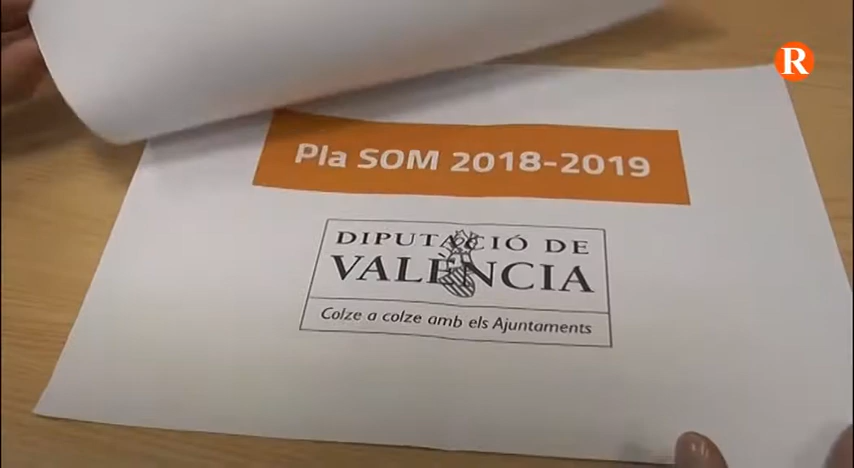 R
Pla SOM 2018-2019
DIPUTACIÓ DE
VALÈNCIA
Colze a colze amb els Ajuntaments